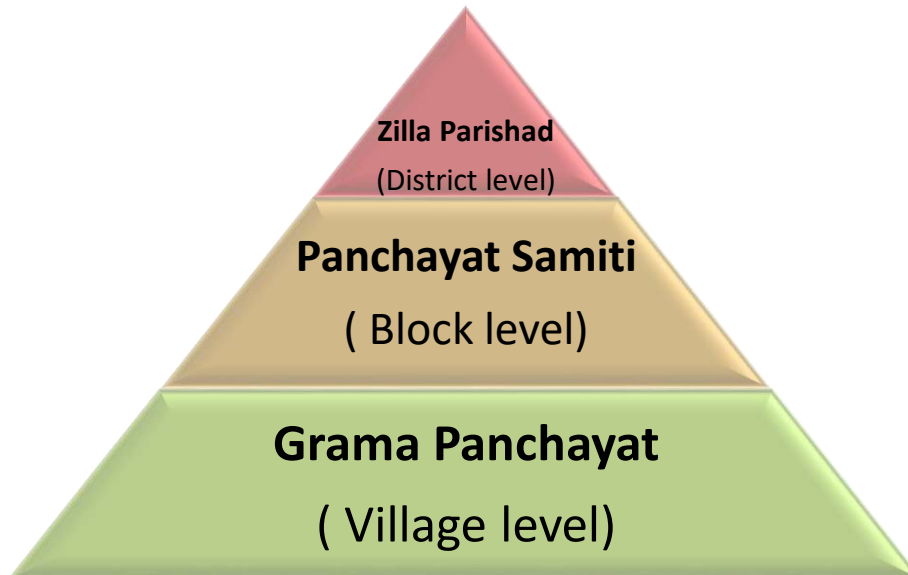 Zilla Parishad
(District level)
Panchayat Samiti
( Block level)
Grama Panchayat
( Village level)